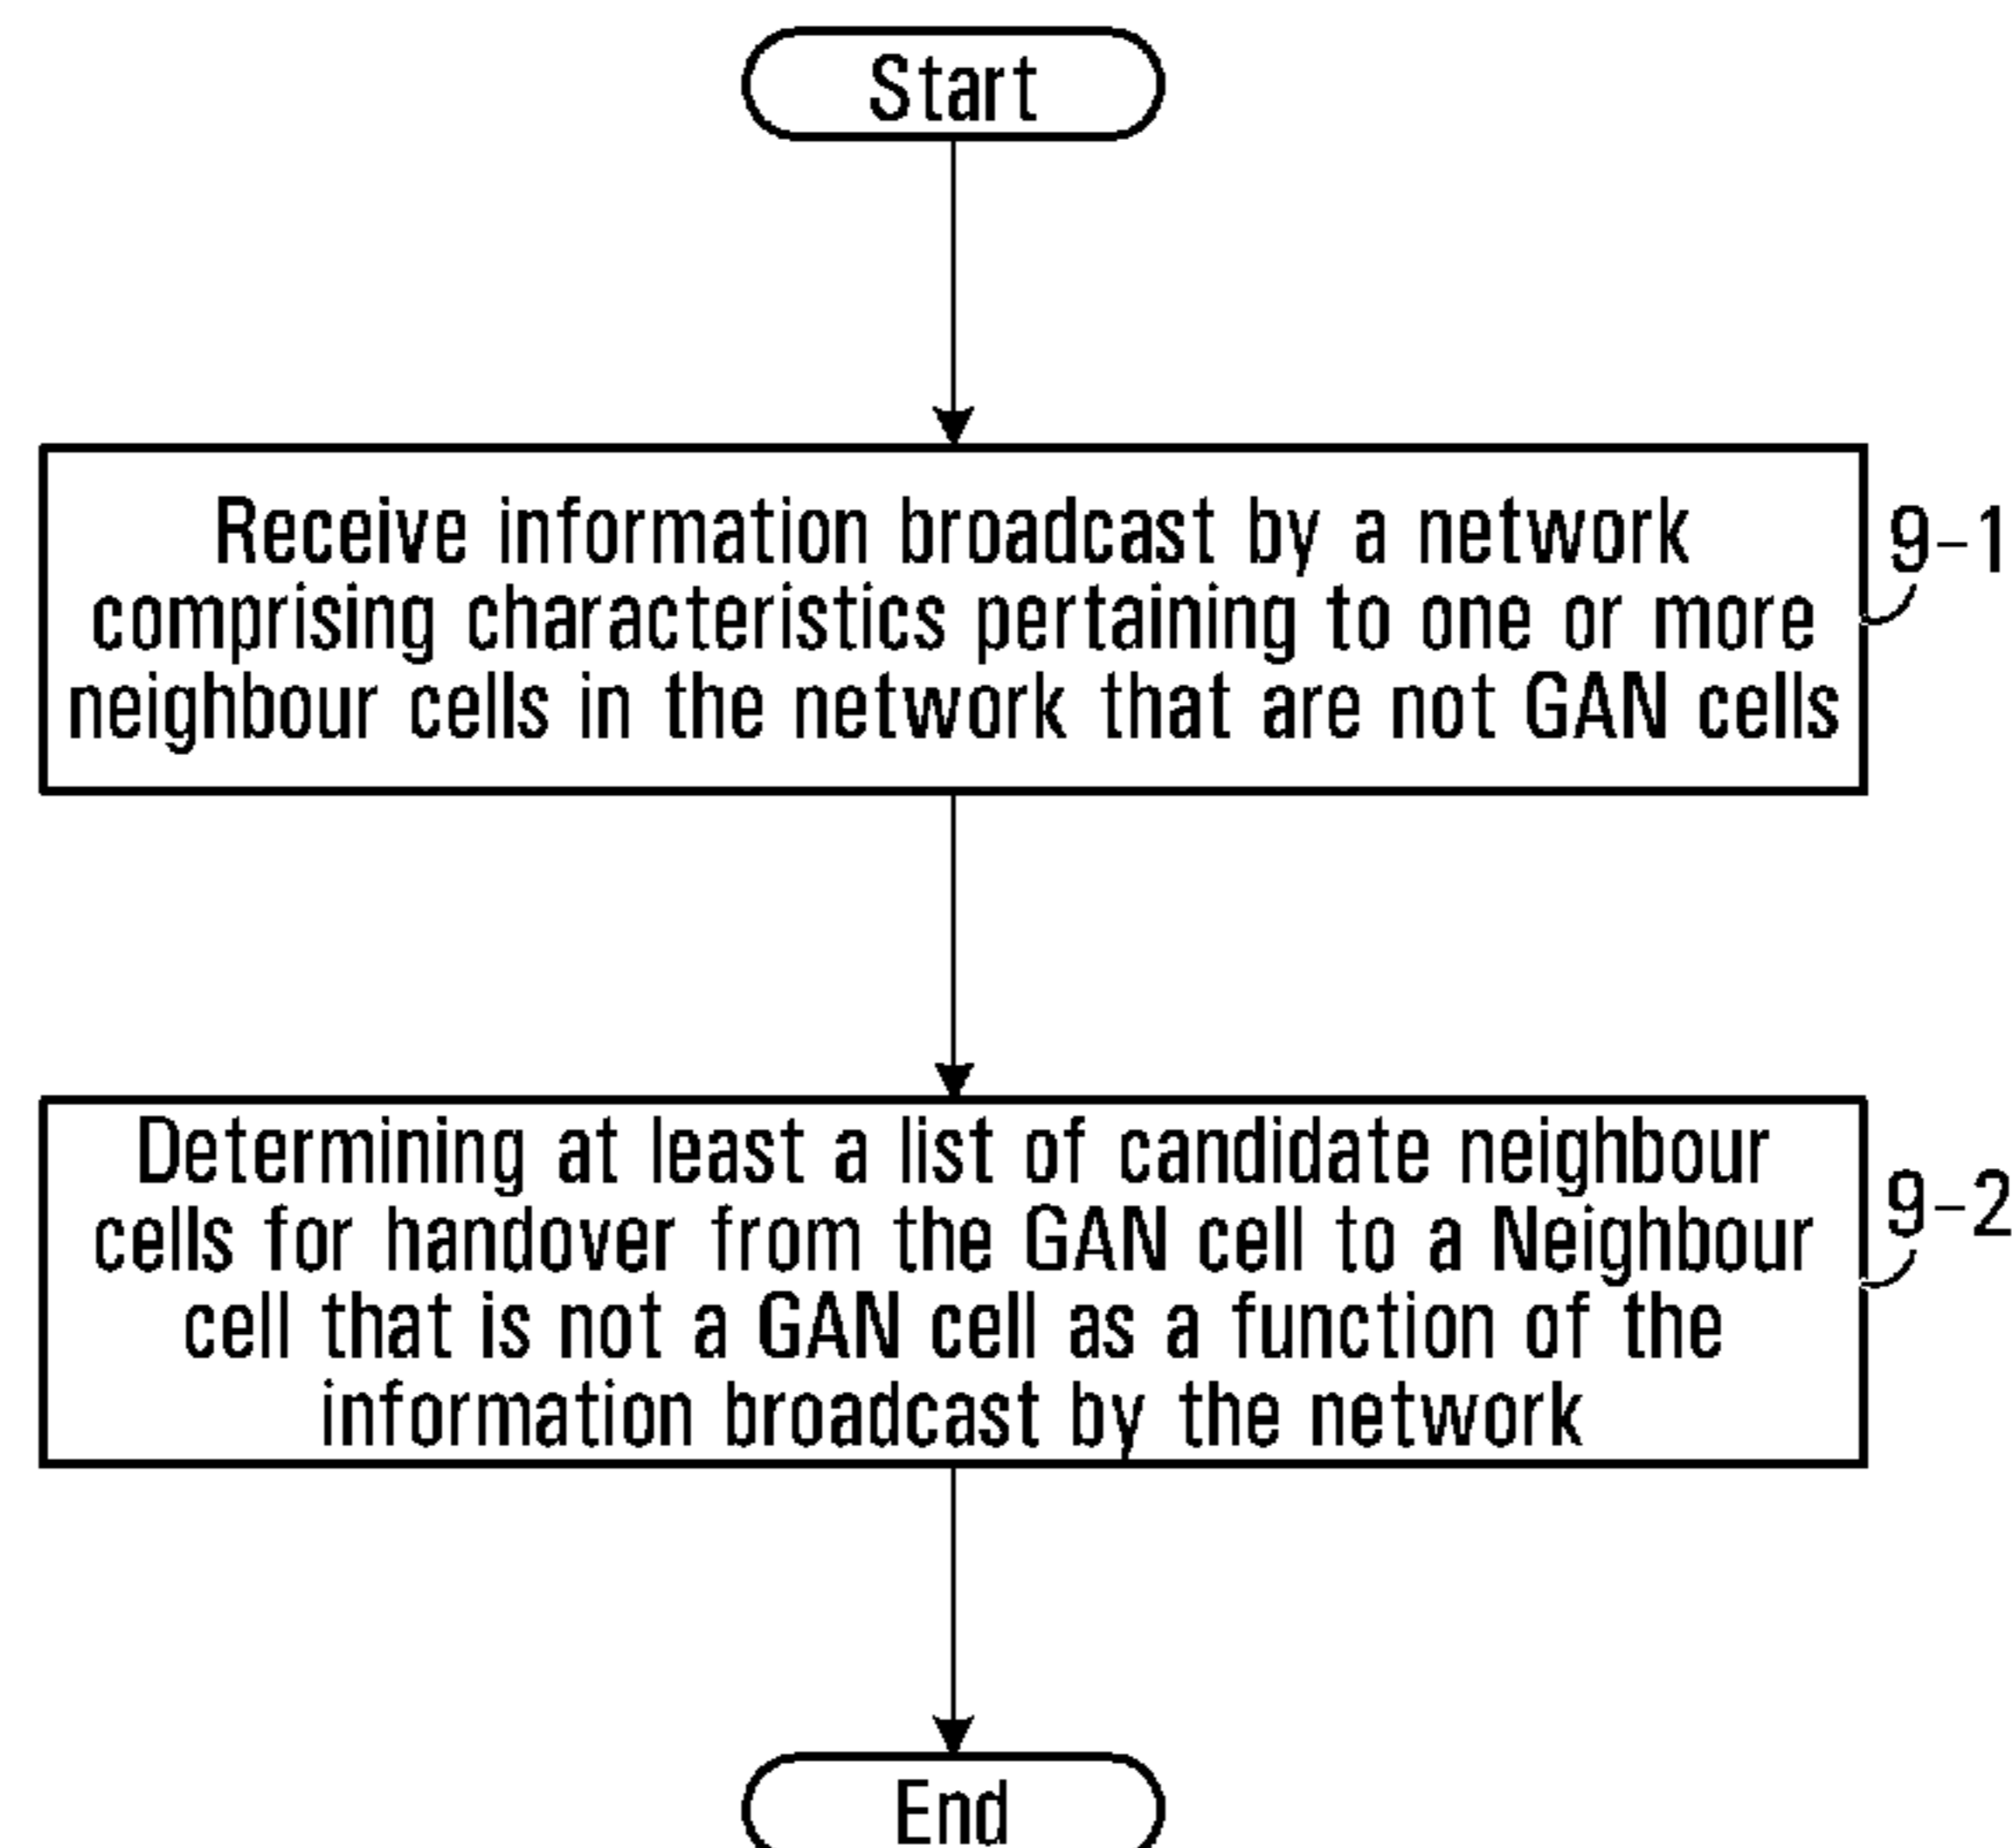 Start
Receive information broadcast by a network
comprising characteristics pertaining to one or more
neighbour cells in the network that are not GAN cells
9-1
Determining at least a list of candidate neighbour
cells for handover from the GAN cell to a Neighbour
cell that is not a GAN cell as a function of the
information broadcast by the network
9-2
End